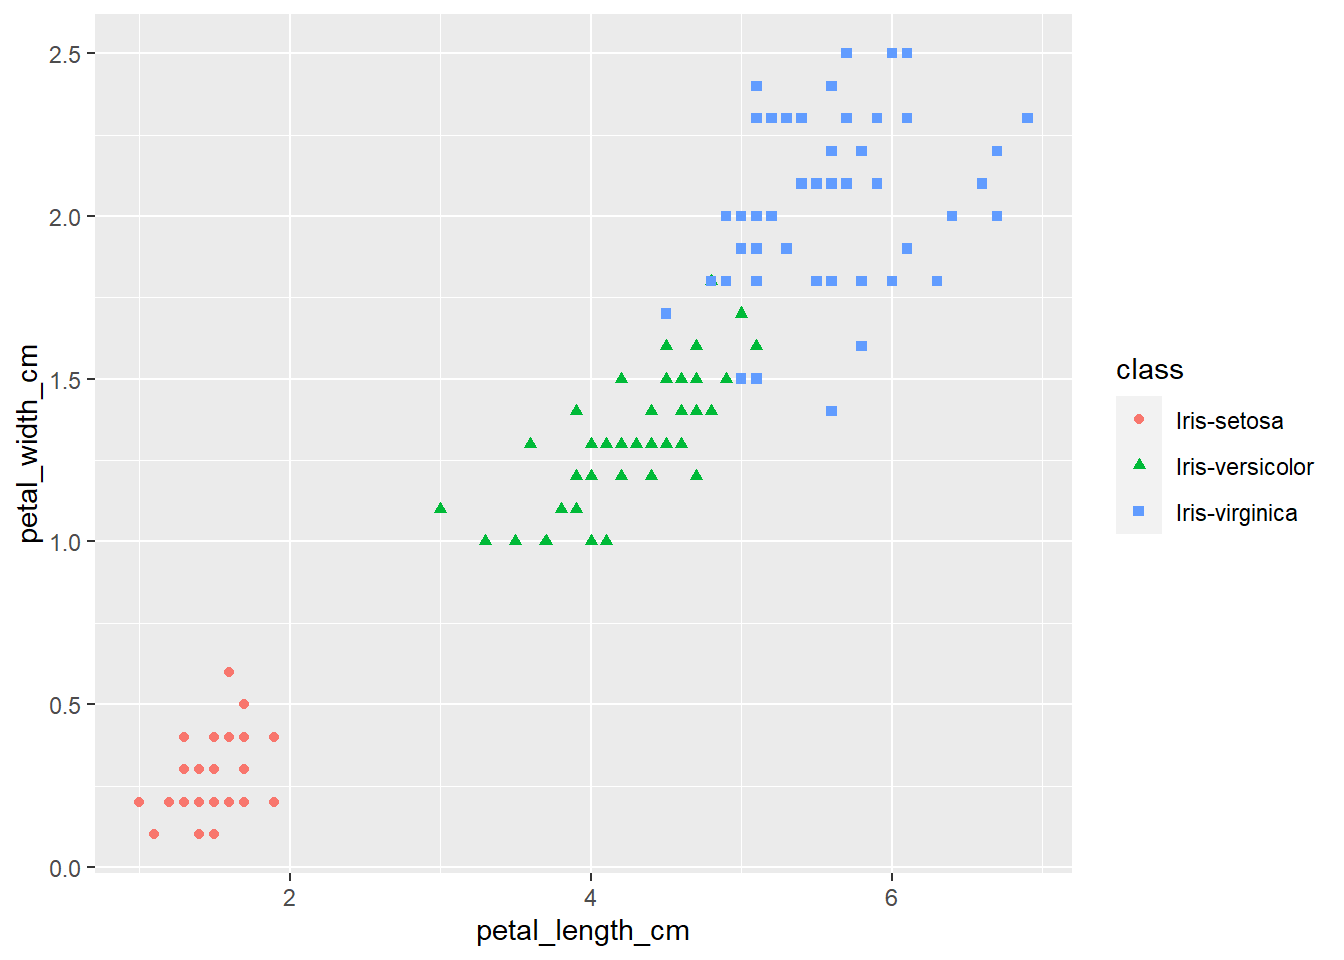 2.5
2.0
1.5
1.0
0.5
0.0
2 4 6
petal_length_cm
petal_width_cm
class
Iris-setosa
Iris-versicolor
Iris-virginica